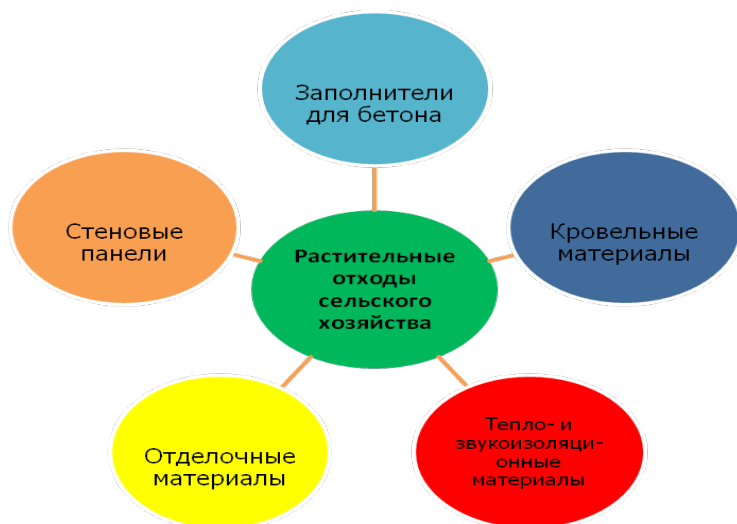 Заполнители
для бетона
Стеновые
панели
Кровельные
материалы
Растительные
отходы
сельского
хозяйства
Отделочные
материалы
Тепло- и
звукоизоляци-
онные
материалы